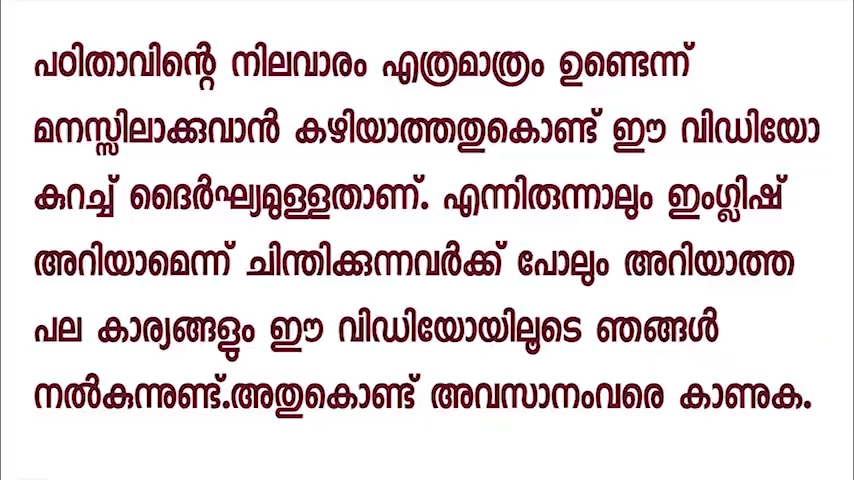 പഠിതാവിന്റെ നിലവാരം എത്രമാത്രം ഉണ്ടെന്ന്
മനസ്സിലാക്കുവാൻ കഴിയാത്തതുകൊണ്ട് ഈ വിഡിയോ
കുറച്ച് ദൈർഘ്യമുള്ളതാണ്. എന്നിരുന്നാലും ഇംഗ്ലിഷ്
അറിയാമെന്ന് ചിന്തിക്കുന്നവർക്ക് പോലും അറിയാത്ത
പല കാര്യങ്ങളും ഈ വിഡിയോയിലൂടെ ഞങ്ങൾ
നൽകുന്നുണ്ട്.അതുകൊണ്ട് അവസാനംവരെ കാണുക.